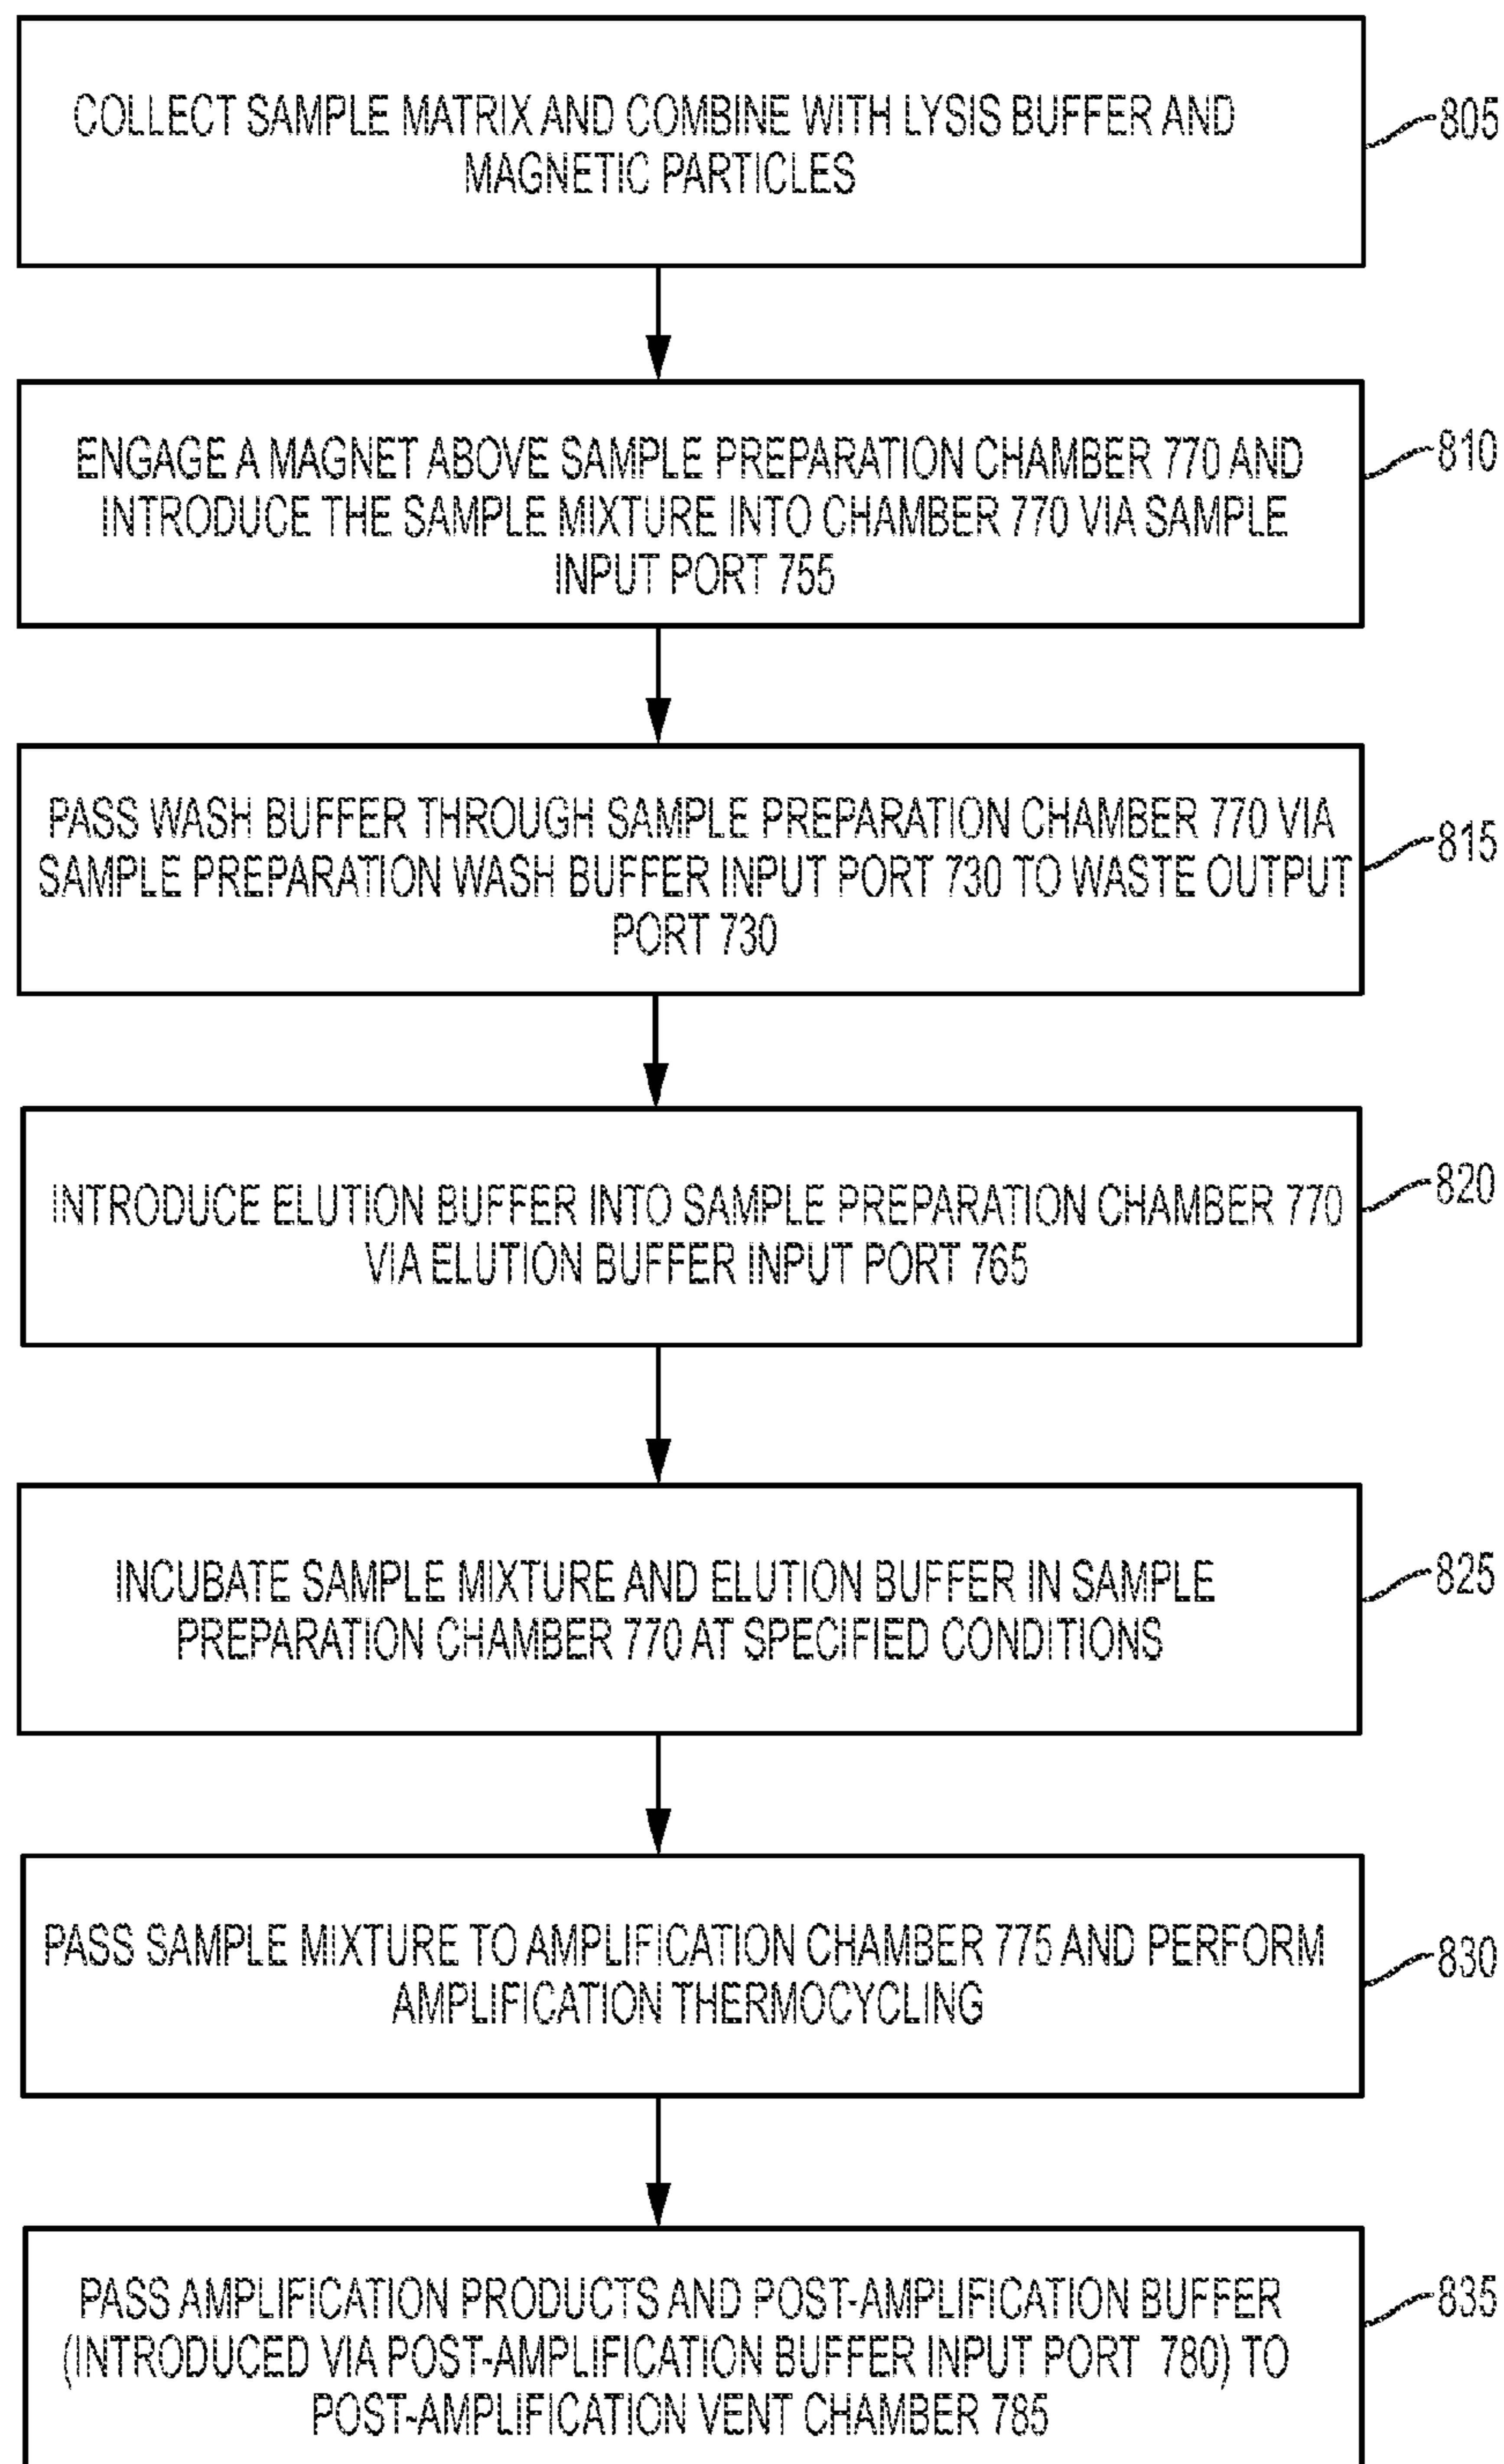 COLLECT SAMPLE MATRIX AND COMBINE WITH LYSIS BUFFER AND
MAGNETIC PARTICLES
805
ENGAGE A MAGNET ABOVE SAMPLE PREPARATION CHAMBER 770 AND
INTRODUCE THE SAMPLE MIXTURE INTO CHAMBER 770 VIA SAMPLE
INPUT PORT 755
810
PASS WASH BUFFER THROUGH SAMPLE PREPARATION CHAMBER 770 VIA
SAMPLE PREPARATION WASH BUFFER INPUT PORT 730 TO WASTE OUTPUT
PORT 730
815
INTRODUCE ELUTION BUFFER INTO SAMPLE PREPARATION CHAMBER 770
VIA ELUTION BUFFER INPUT PORT 765
820
INCUBATE SAMPLE MIXTURE AND ELUTION BUFFER IN SAMPLE
PREPARATION CHAMBER 770 AT SPECIFIED CONDITIONS
825
PASS SAMPLE MIXTURE TO AMPLIFICATION CHAMBER 775 AND PERFORM
AMPLIFICATION THERMOCYCLING
830
PASS AMPLIFICATION PRODUCTS AND POST-AMPLIFICATION BUFFER
(INTRODUCED VIA POST-AMPLIFICATION BUFFER INPUT PORT 780) TO
POST-AMPLIFICATION VENT CHAMBER 785
835